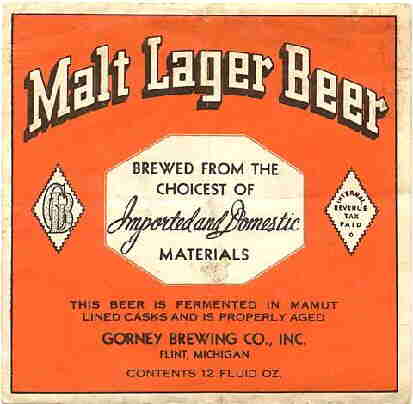 Malt Lager Beer
BREWED FROM THE
CHOICEST OF
Imported and Domestic
MATERIALS
GB
INTERNAL
REVENUE
TAX
PAID
THIS BEER IS FERMENTED IN MAMUT
LINED CASKS AND IS PROPERLY AGED
GORNEY BREWING CO., INC.
FLINT, MICHIGAN
CONTENTS 12 FLUID OZ.